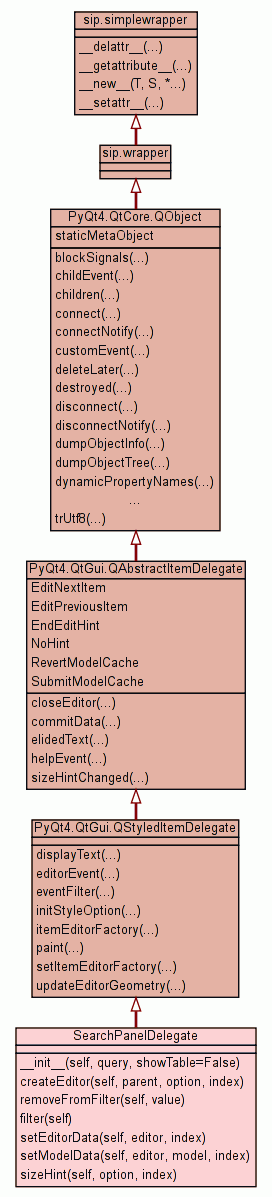 sip.simplewrapper
__delattr__(...)
__getattribute__(...)
__new__(T, S, *...)
__setattr__(...)
sip.wrapper
PyQt4.QtCore.QObject
staticMetaObject
blockSignals(...)
childEvent(...)
children(...)
connect(...)
connectNotify(...)
customEvent(...)
deleteLater(...)
destroyed(...)
disconnect(...)
disconnectNotify(...)
dumpObjectInfo(...)
dumpObjectTree(...)
dynamicPropertyNames(...)
...
trUtf8(...)
PyQt4.QtGui.QAbstractItemDelegate
EditNextItem
EditPreviousItem
EndEditHint
NoHint
RevertModelCache
SubmitModelCache
closeEditor(...)
commitData(...)
elidedText(...)
helpEvent(...)
sizeHintChanged(...)
PyQt4.QtGui.QStyledItemDelegate
displayText(...)
editorEvent(...)
eventFilter(...)
initStyleOption(...)
itemEditorFactory(...)
paint(...)
setItemEditorFactory(...)
updateEditorGeometry(...)
SearchPanelDelegate
__init__(self, query, showTable=False)
createEditor(self, parent, option, index)
removeFromFilter(self, value)
filter(self)
setEditorData(self, editor, index)
setModelData(self, editor, model, index)
sizeHint(self, option, index)